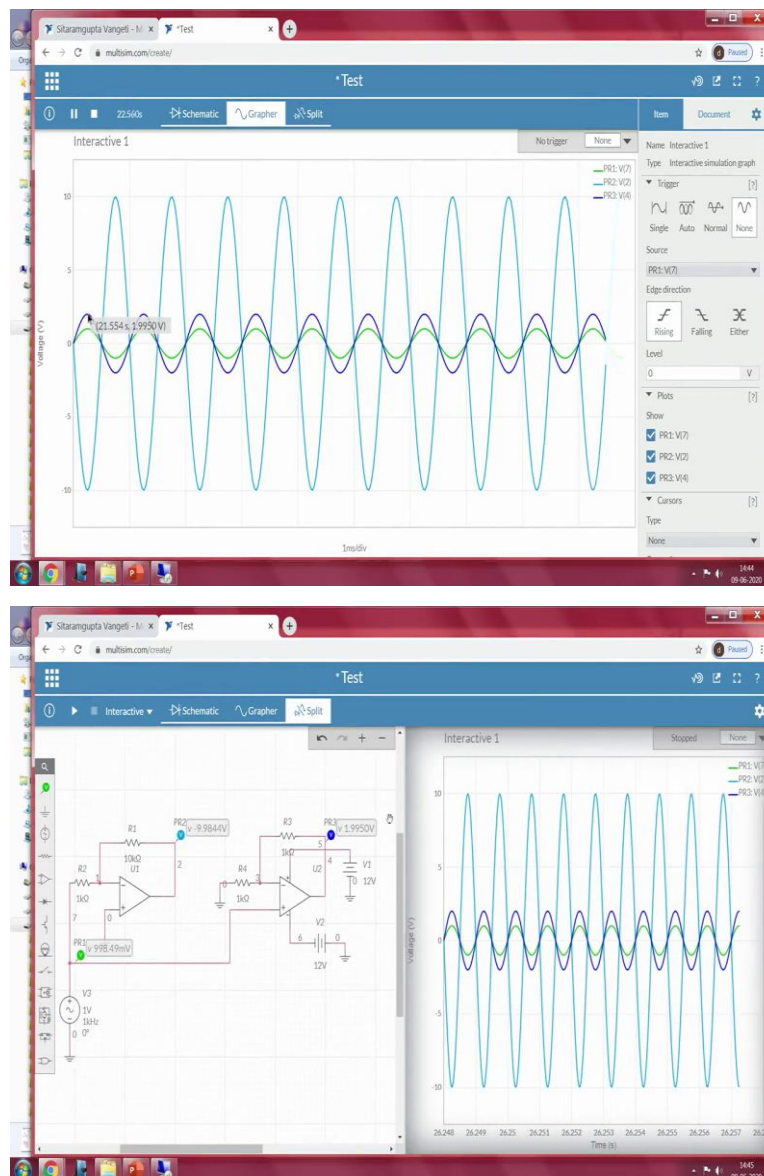 Sitaramgupta Vangeti - M
*Test
multisim.com/create/
Paused
*Test
22.560s
Schematic
Grapher
Split
Item
Document
Interactive 1
No trigger
None
Name Interactive 1
Type Interactive simulation graph
PR1: V(7)
PR2: V(2)
PR3: V(4)
Trigger
[?]
Single
Auto
Normal
None
Source
PR1: V(7)
Edge direction
Rising
Falling
Either
Level
0
V
Plots
[?]
Show
PR1: V(7)
PR2: V(2)
PR3: V(4)
Cursors
[?]
Type
None
10
5
0
-5
-10
Voltage (V)
(21.554 s, 1.9950 V)
1ms/div
14:44
09-06-2020
Sitaramgupta Vangeti - M
*Test
multisim.com/create/
Paused
*Test
Interactive
Schematic
Grapher
Split
Interactive 1
Stopped
None
PR1: V(7
PR2: V(2
PR3: V(4
R1
10kΩ
U1
PR2
v -9.9844V
2
R2
1kΩ
1
7
0
PR1
v 998.49mV
V3
1V
1kHz
0°
0
R3
1kΩ
PR3
v 1.9950V
5
4
R4
1kΩ
0
3
U2
V1
12V
0
V2
6
0
12V
10
5
0
-5
-10
Voltage (V)
26.248 26.249 26.25 26.251 26.252 26.253 26.254 26.255 26.256 26.257
Time (s)
14:45